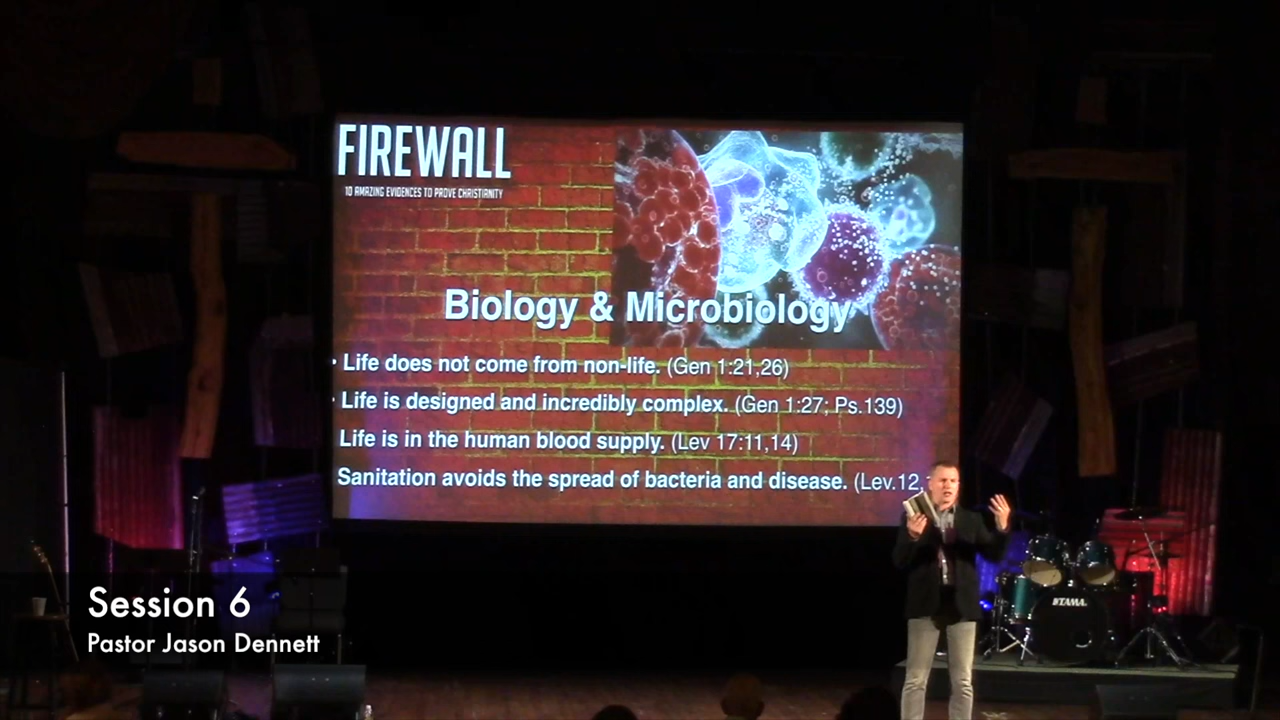 FIREWALL
10 AMAZING EVIDENCES TO PROVE CHRISTIANITY
Biology & Microbiology
• Life does not come from non-life. (Gen 1:21,26)
• Life is designed and incredibly complex. (Gen 1:27; Ps.139)
Life is in the human blood supply. (Lev 17:11,14)
Sanitation avoids the spread of bacteria and disease. (Lev.12,
Session 6
Pastor Jason Dennett
TAMA